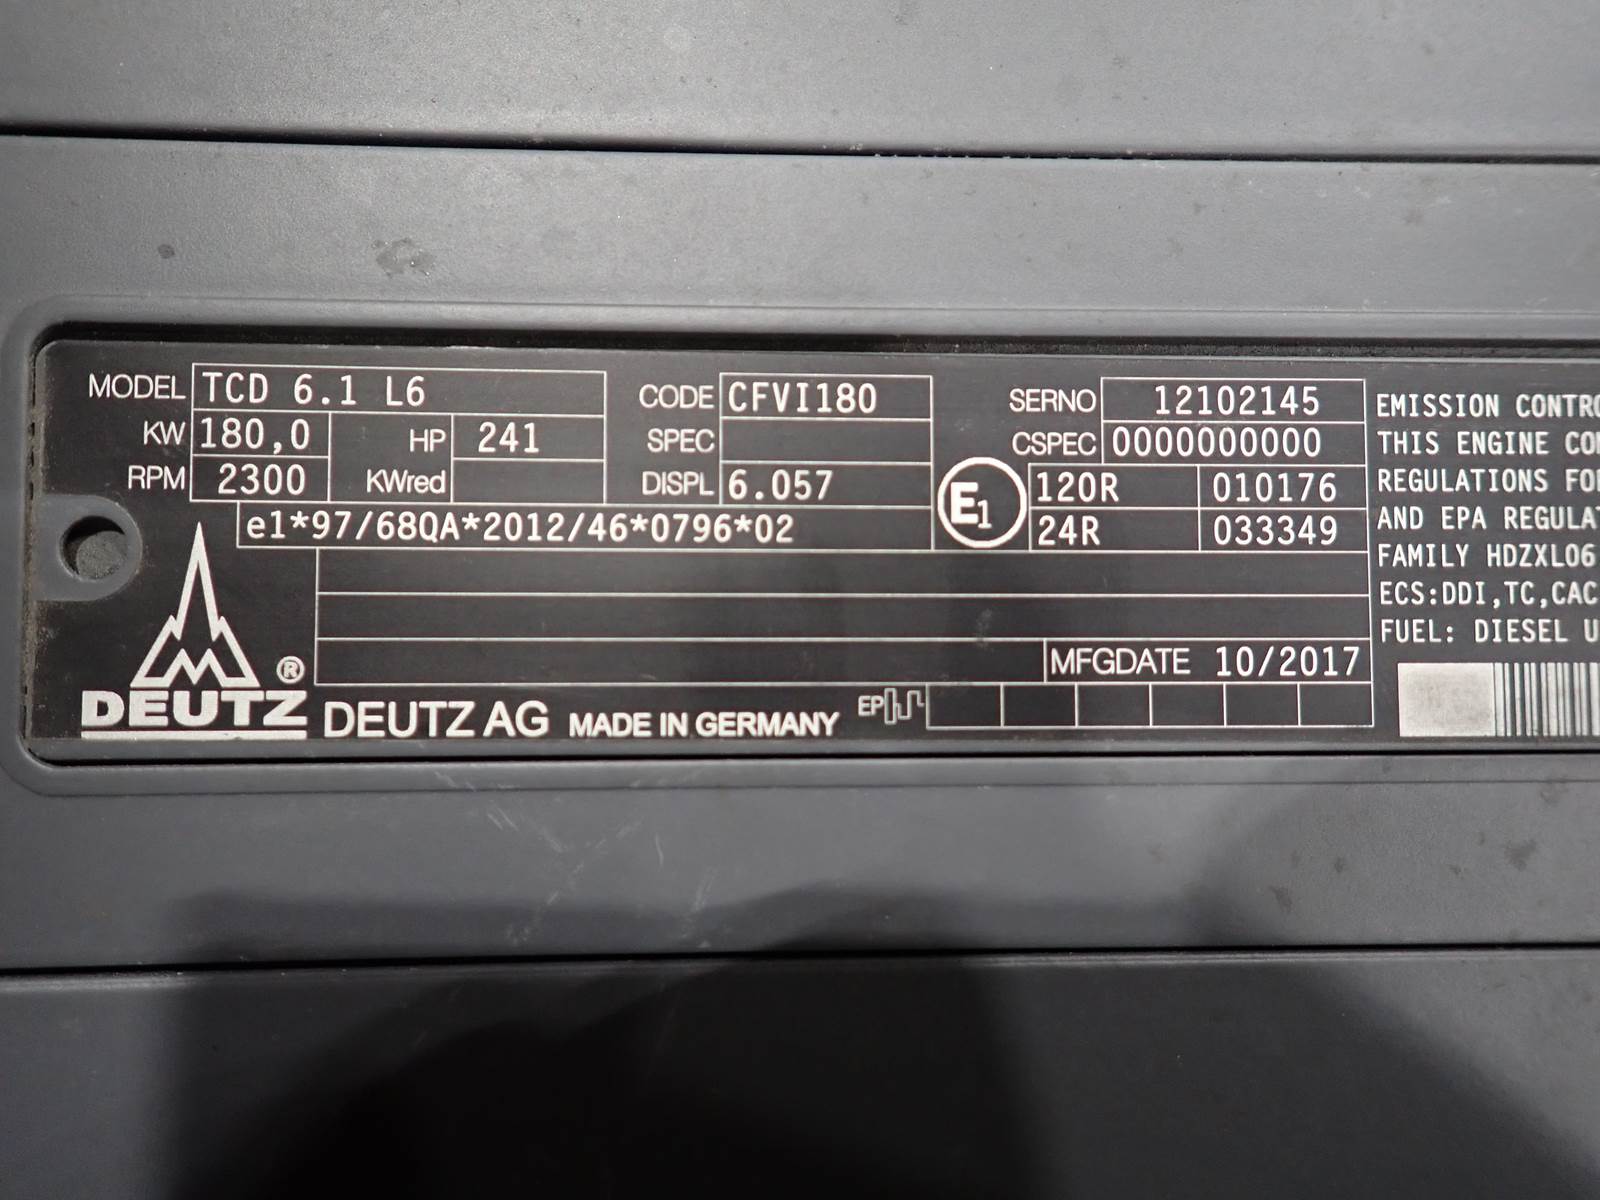 MODEL TCD 6.1 L6 CODE CFVI180 SERNO 12102145
KW 180,0 HP 241 SPEC CSPEC 0000000000
RPM 2300 KWred DISPL 6.057 E1 120R 010176
e1*97/68QA*2012/46*0796*02 24R 033349
MFGDATE 10/2017
DEUTZ ® DEUTZ AG MADE IN GERMANY EP
EMISSION CONTRO
THIS ENGINE CO
REGULATIONS FO
AND EPA REGULA
FAMILY HDZXL06
ECS:DDI,TC,CAC
FUEL: DIESEL U